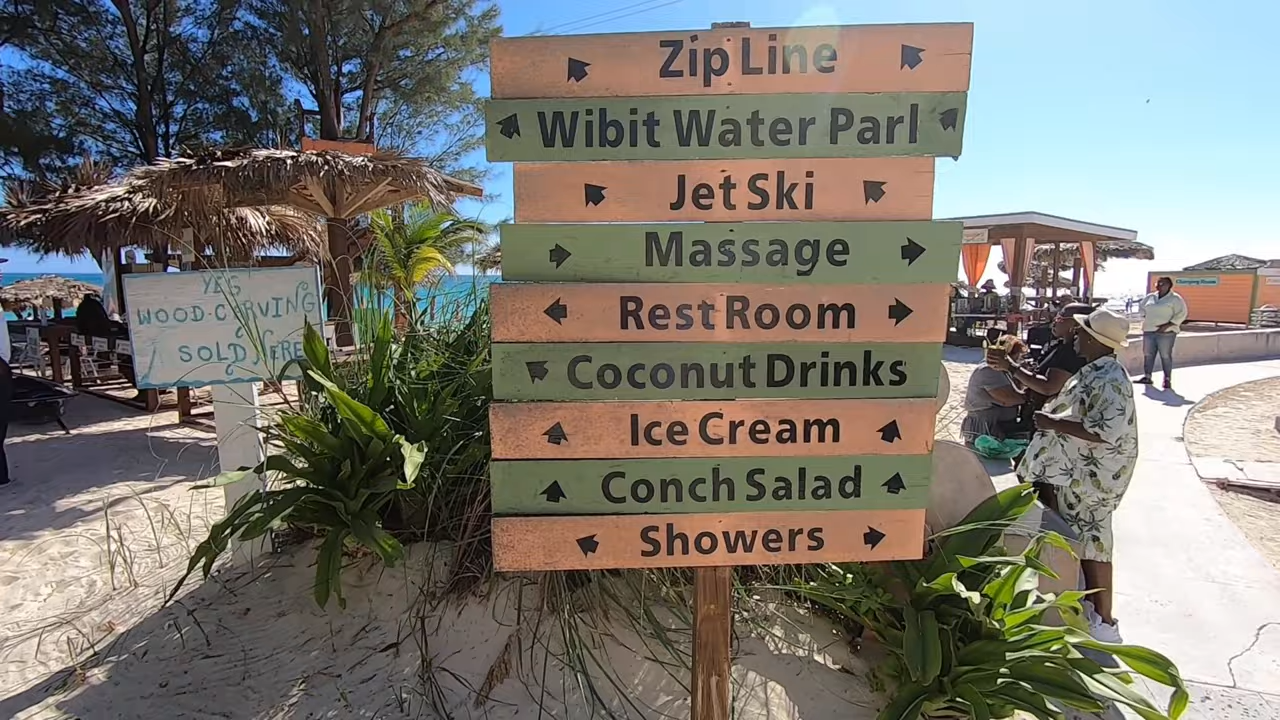 Zip Line
Wibit Water Parl
Jet Ski
Massage
Rest Room
Coconut Drinks
Ice Cream
Conch Salad
Showers
YES
WOOD-CARVING
SOLD HERE